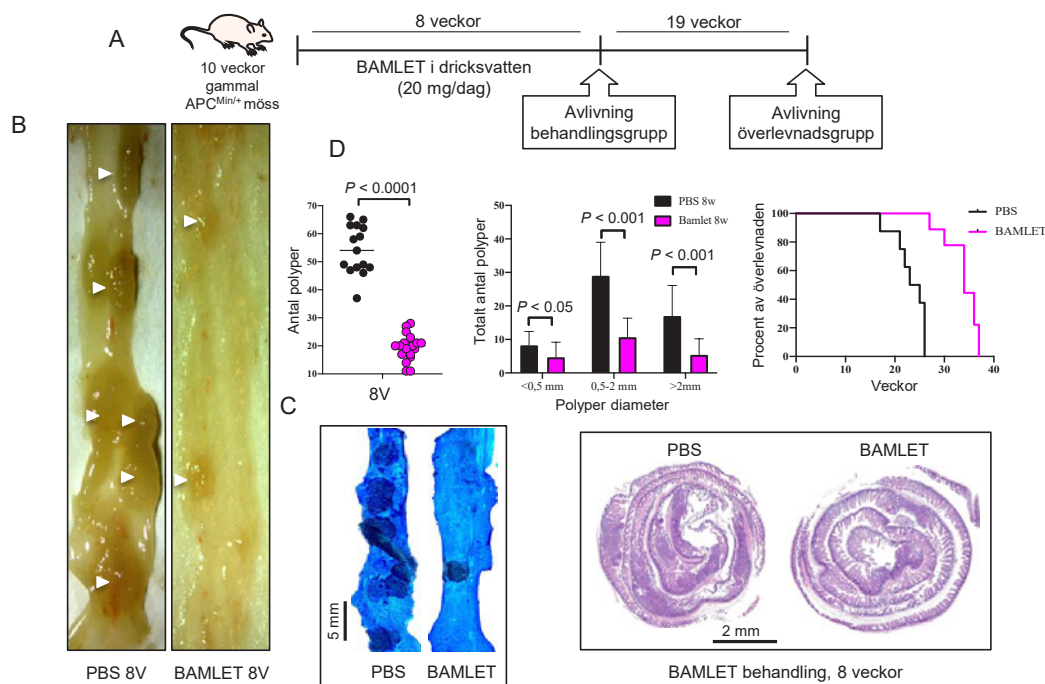 A
10 veckor
gammal
APCMin/+ möss
8 veckor
19 veckor
BAMLET i dricksvatten
(20 mg/dag)
Avlivning
behandlingsgrupp
Avlivning
överlevnadsgrupp
B
PBS 8V
BAMLET 8V
D
P < 0.0001
Antal polyper
70
60
50
40
30
20
10
8V
PBS 8w
Bamlet 8w
P < 0.05
P < 0.001
P < 0.001
Totalt antal polyper
50
40
30
20
10
0
<0,5 mm
0,5-2 mm
>2mm
Polyper diameter
PBS
BAMLET
Procent av överlevnaden
100
80
60
40
20
0
0
10
20
30
40
Veckor
C
5 mm
PBS
BAMLET
PBS
BAMLET
2 mm
BAMLET behandling, 8 veckor